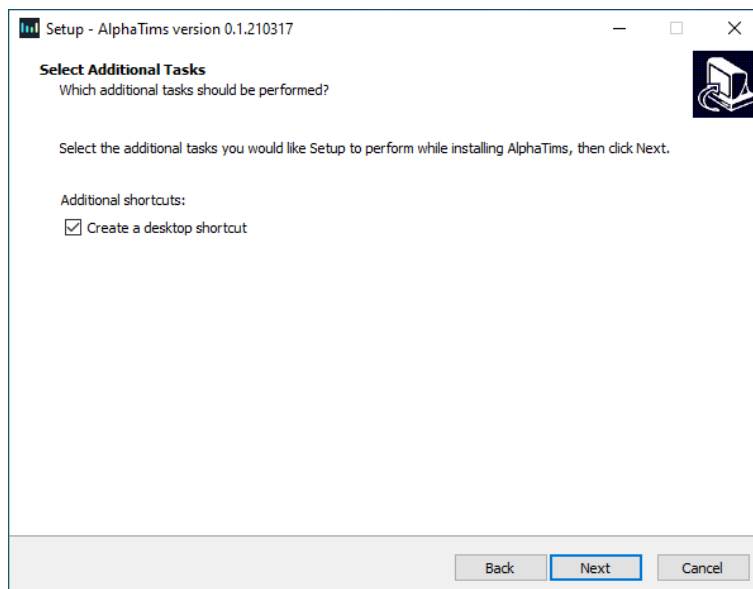 Setup - AlphaTims version 0.1.210317
Select Additional Tasks
Which additional tasks should be performed?
Select the additional tasks you would like Setup to perform while installing AlphaTims, then click Next.
Additional shortcuts:
Create a desktop shortcut
Back Next Cancel